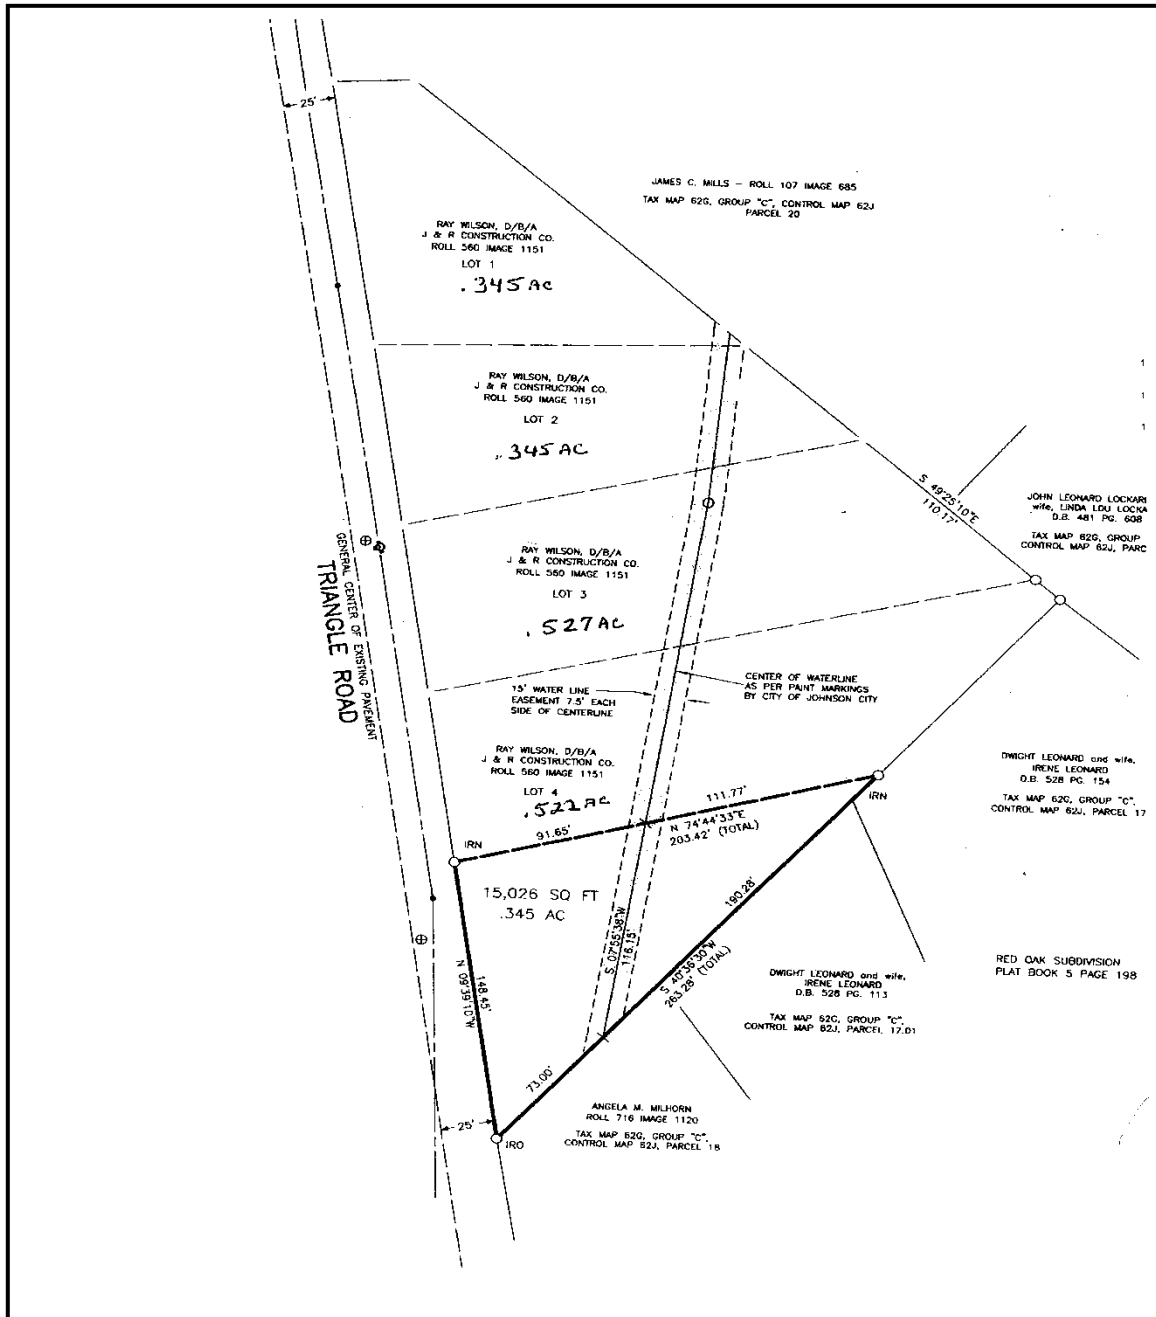 25'
JAMES C. MILLS - ROLL 107 IMAGE 685
TAX MAP 62G, GROUP "C", CONTROL MAP 62J
PARCEL 20
RAY WILSON, D/B/A
J & R CONSTRUCTION CO.
ROLL 560 IMAGE 1151
LOT 1
.345 AC
RAY WILSON, D/B/A
J & R CONSTRUCTION CO.
ROLL 560 IMAGE 1151
LOT 2
.345 AC
1
1
1
S 49°25'10"E
110.17'
JOHN LEONARD LOCKARI
wife, LINDA LOU LOCKA
D.B. 481 PG. 608
TAX MAP 62G, GROUP
CONTROL MAP 62J, PARC
GENERAL CENTER OF EXISTING PAVEMENT
TRIANGLE ROAD
RAY WILSON, D/B/A
J & R CONSTRUCTION CO.
ROLL 560 IMAGE 1151
LOT 3
.527 AC
15' WATER LINE
EASEMENT 7.5' EACH
SIDE OF CENTERLINE
CENTER OF WATERLINE
AS PER PAINT MARKINGS
BY CITY OF JOHNSON CITY
RAY WILSON, D/B/A
J & R CONSTRUCTION CO.
ROLL 560 IMAGE 1151
LOT 4
.522 AC
DWIGHT LEONARD and wife,
IRENE LEONARD
D.B. 528 PG. 154
TAX MAP 62G, GROUP "C",
CONTROL MAP 62J, PARCEL 17
IRN
91.65'
111.77'
N 74°44'33"E
203.42' (TOTAL)
IRN
15,026 SQ FT
.345 AC
190.28'
S 07°55'38"W
116.15'
S 40°36'30"W
263.28' (TOTAL)
148.45'
N 09°39'10"W
RED OAK SUBDIVISION
PLAT BOOK 5 PAGE 198
DWIGHT LEONARD and wife,
IRENE LEONARD
D.B. 528 PG. 113
TAX MAP 62G, GROUP "C",
CONTROL MAP 62J, PARCEL 17.01
73.00'
25'
IRO
ANGELA M. MILHORN
ROLL 716 IMAGE 1120
TAX MAP 62G, GROUP "C",
CONTROL MAP 62J, PARCEL 18